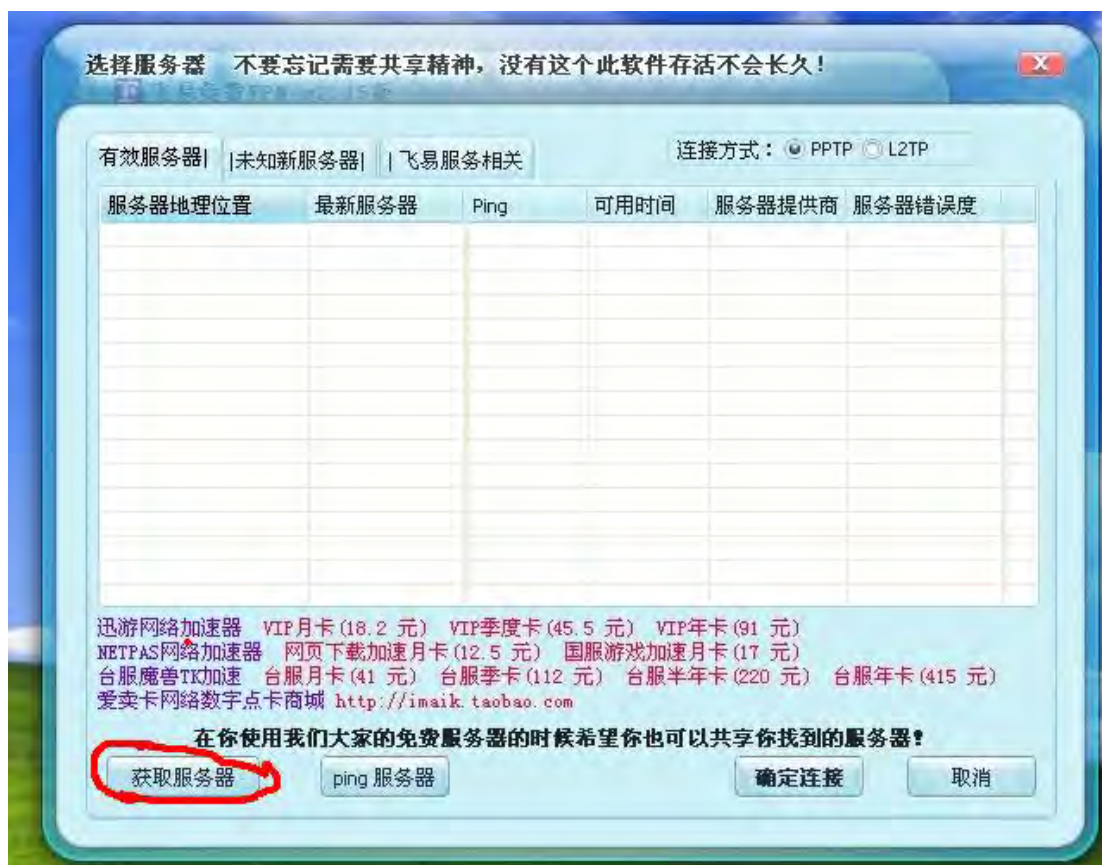 选择服务器 不要忘记需要共享精神，没有这个此软件存活不会长久！
有效服务器| |未知新服务器| |飞易服务相关 连接方式： PPTP L2TP
服务器地理位置 最新服务器 Ping 可用时间 服务器提供商 服务器错误度
迅游网络加速器 VIP月卡(18.2 元) VIP季度卡(45.5 元) VIP年卡(91 元)
NETPAS网络加速器 网页下载加速月卡(12.5 元) 国服游戏加速月卡(17 元)
台服魔兽TK加速 台服月卡(41 元) 台服季卡(112 元) 台服半年卡(220 元) 台服年卡(415 元)
爱卖卡网络数字点卡商城 http://imaik.taobao.com
在你使用我们大家的免费服务器的时候希望你也可以共享你找到的服务器！
获取服务器 ping 服务器 确定连接 取消